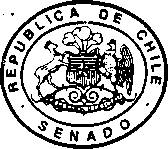 REPUBLICA DE CHILE
SENADO